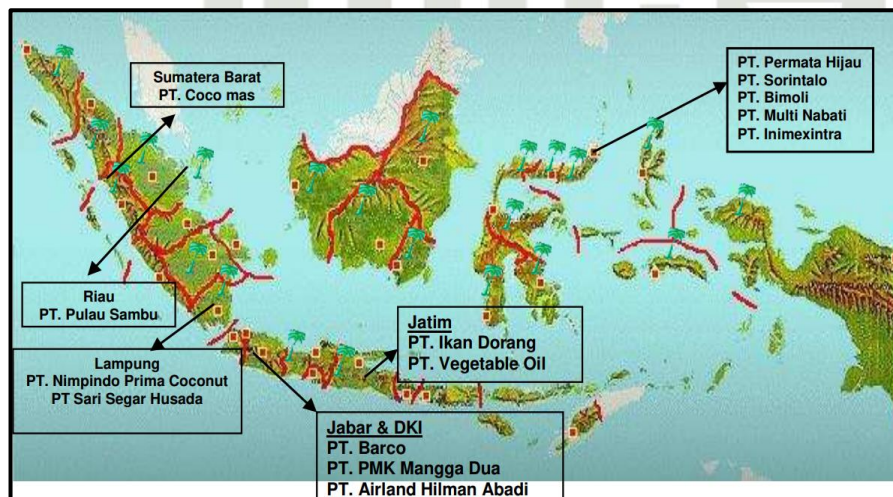 Sumatera Barat
PT. Coco mas
PT. Permata Hijau
PT. Sorintalo
PT. Bimoli
PT. Multi Nabati
PT. Inimexintra
Riau
PT. Pulau Sambu
Jatim
PT. Ikan Dorang
PT. Vegetable Oil
Lampung
PT. Nimpindo Prima Coconut
PT Sari Segar Husada
Jabar & DKI
PT. Barco
PT. PMK Mangga Dua
PT. Airland Hilman Abadi